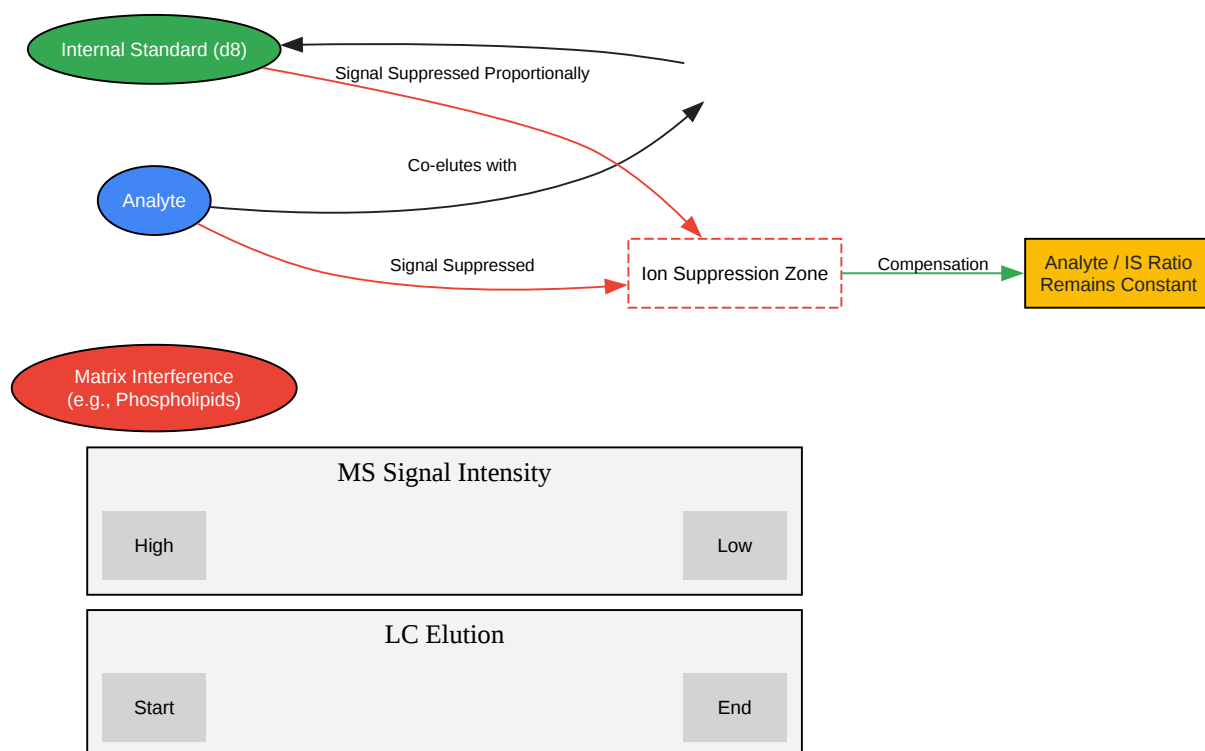 Internal Standard (d8)
Signal Suppressed Proportionally
Co-elutes with
Analyte
Signal Suppressed
Ion Suppression Zone
Compensation
Analyte / IS Ratio
Remains Constant
Matrix Interference
(e.g., Phospholipids)
MS Signal Intensity
High
Low
LC Elution
Start
End